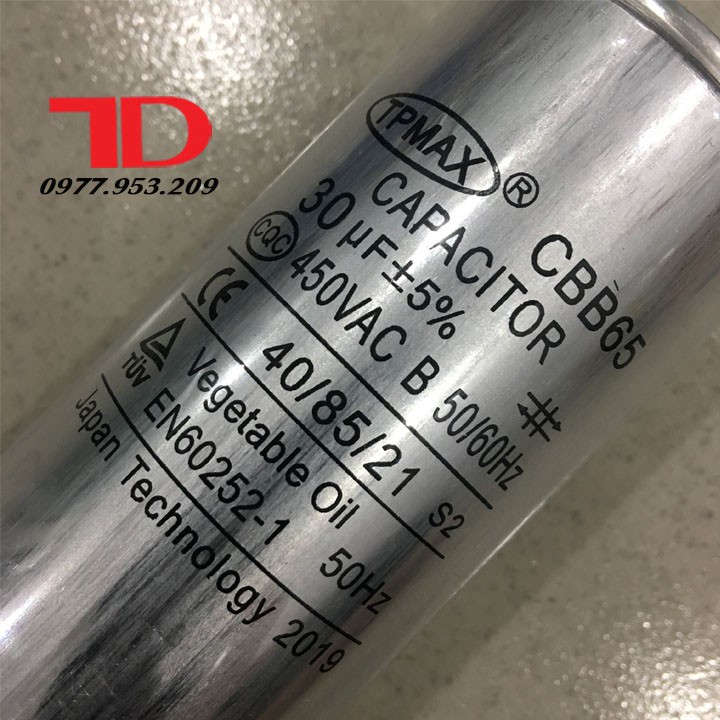 TD
0977.953.209
TPMAX ®
CAPACITOR CBB65
30 μF±5%
CQC 450VAC B 50/60Hz
CE 40/85/21 S2
TÜV Vegetable Oil
EN60252-1 50Hz
Japan Technology 2019